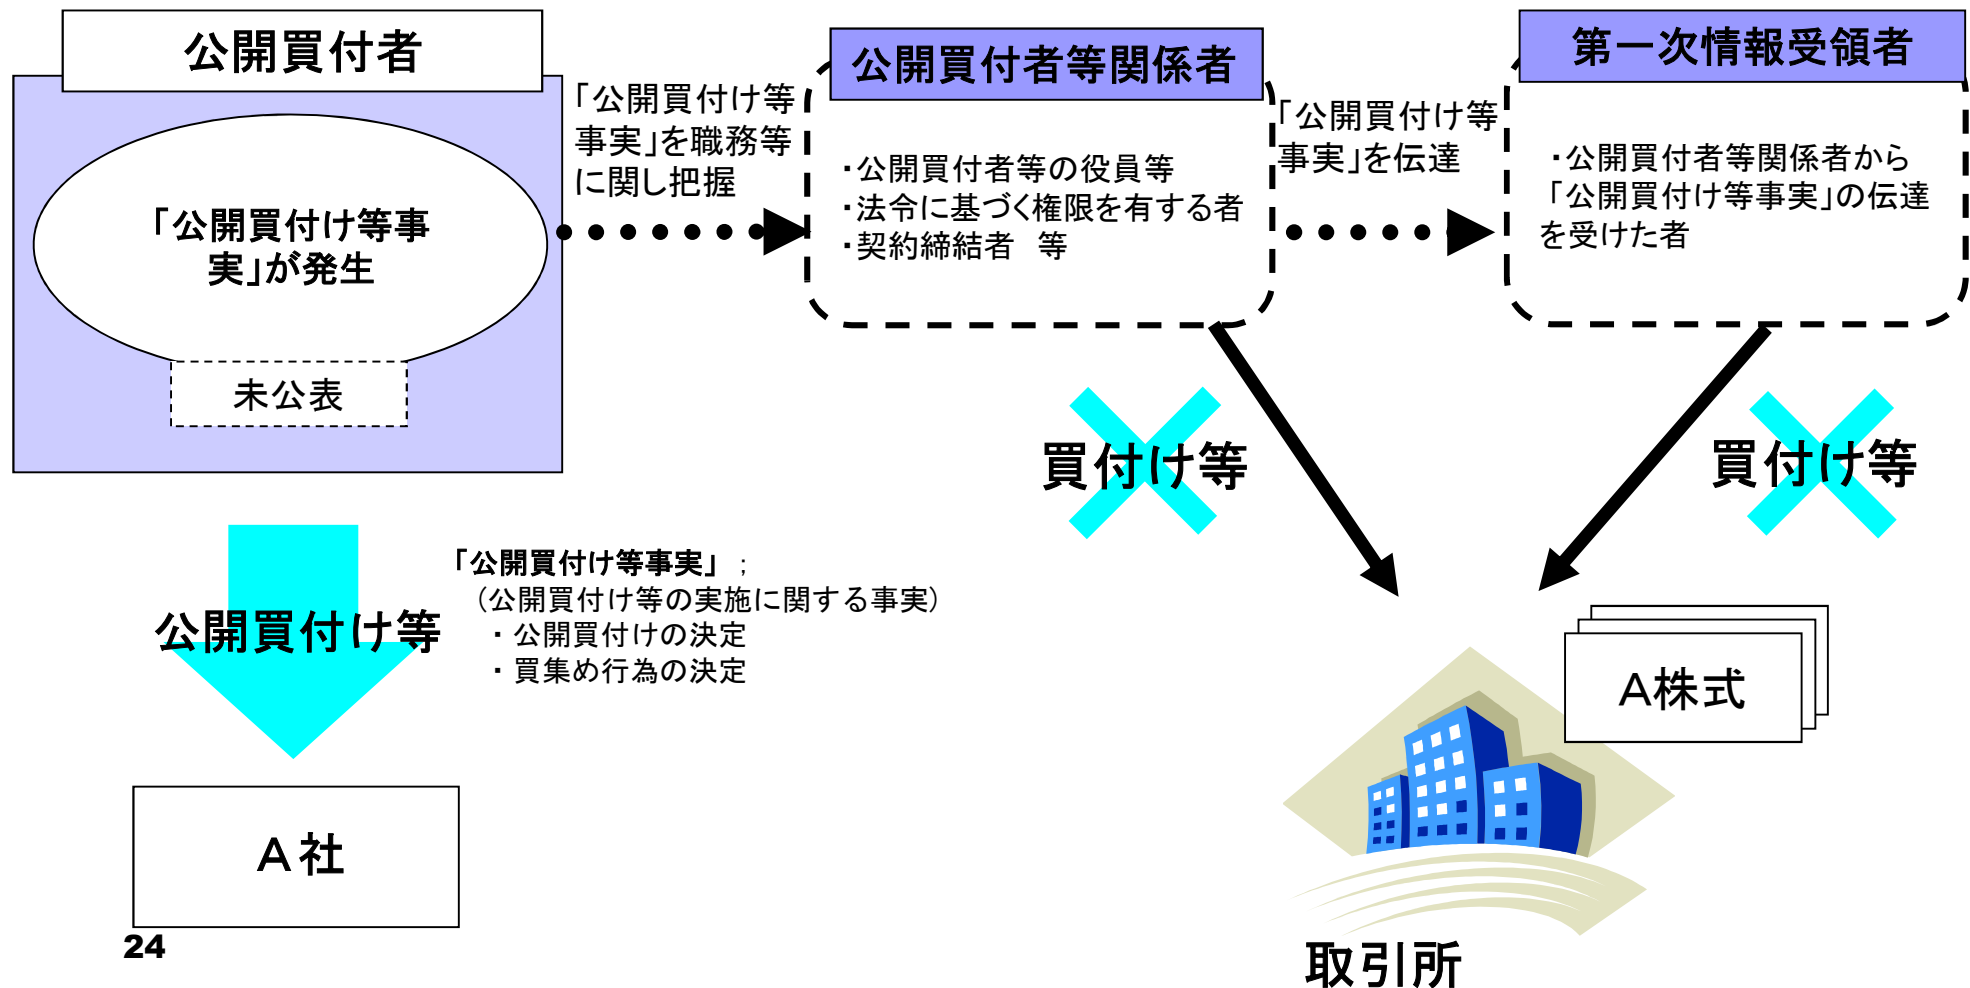 公開買付者
「公開買付け等事
実」が発生
未公表
「公開買付け等
事実」を職務等
に関し把握
公開買付者等関係者
・公開買付者等の役員等
・法令に基づく権限を有する者
・契約締結者　等
「公開買付け等
事実」を伝達
第一次情報受領者
・公開買付者等関係者から
「公開買付け等事実」の伝達
を受けた者
買付け等
買付け等
公開買付け等
「公開買付け等事実」；
（公開買付け等の実施に関する事実）
・公開買付けの決定
・買集め行為の決定
A株式
A社
24
取引所